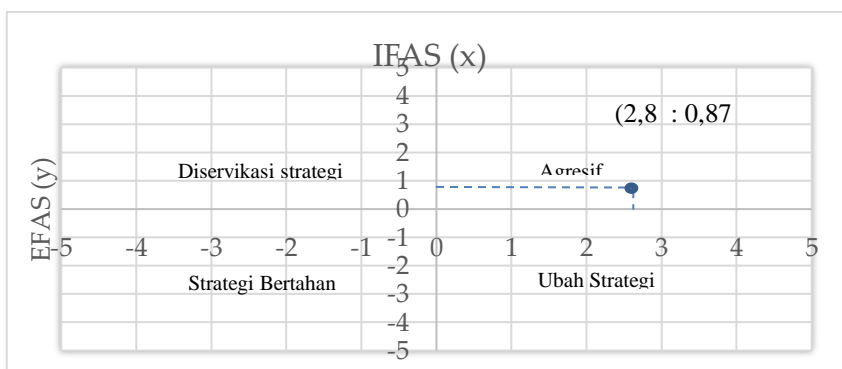 IFAS (x)
5
4
(2,8 : 0,87
3
2
Diservikasi strategi
Agresif
1
EFAS (y)
0
-1
-5 -4 -3 -2 -1 0 1 2 3 4 5
-2
Strategi Bertahan
Ubah Strategi
-3
-4
-5